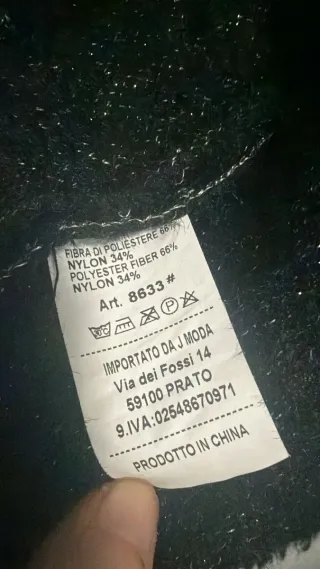 FIBRA DI POLIESTERE 66%
NYLON 34%
POLYESTER FIBER 66%
NYLON 34%
Art. 8633#
P
IMPORTATO DA J MODA
Via dei Fossi 14
59100 PRATO
9.IVA:02548670971
PRODOTTO IN CHINA